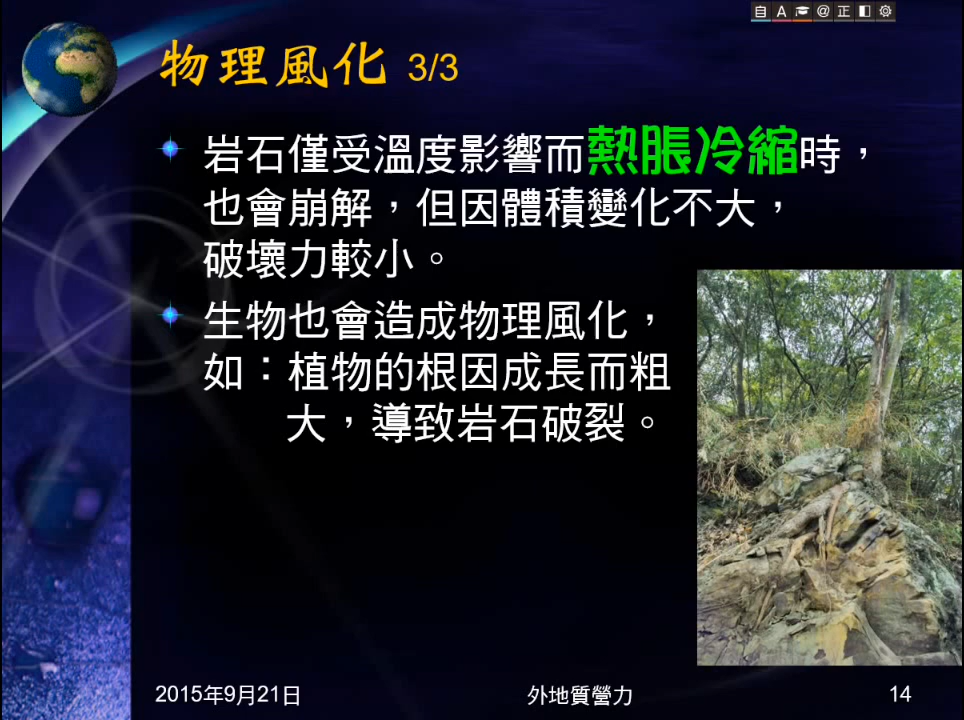 自 A @ 正
物理風化 3/3
岩石僅受溫度影響而熱脹冷縮時，
也會崩解，但因體積變化不大，
破壞力較小。
生物也會造成物理風化，
如：植物的根因成長而粗
大，導致岩石破裂。
2015年9月21日
外地質營力
14